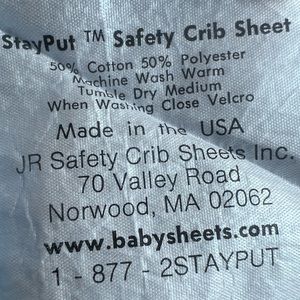 StayPut ™ Safety Crib Sheet
50% Cotton 50% Polyester
Machine Wash Warm
Tumble Dry Medium
When Washing Close Velcro
Made in the USA
JR Safety Crib Sheets Inc.
70 Valley Road
Norwood, MA 02062
www.babysheets.com
1 - 877 - 2STAYPUT